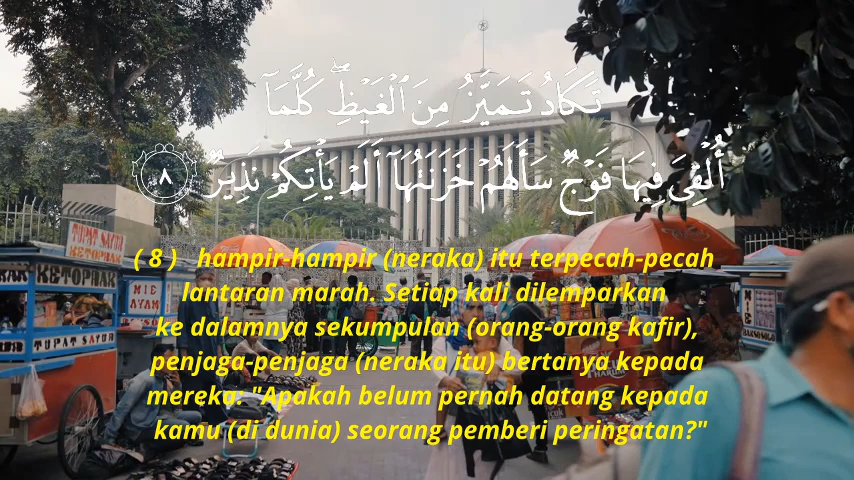 تَكَادُ تَمَيَّزُ مِنَ ٱلْغَيْظِ ۖ كُلَّمَآ
أُلْقِىَ فِيهَا فَوْجٌ سَأَلَهُمْ خَزَنَتُهَآ أَلَمْ يَأْتِكُمْ نَذِيرٌ ٨
( 8 ) hampir-hampir (neraka) itu terpecah-pecah
lantaran marah. Setiap kali dilemparkan
ke dalamnya sekumpulan (orang-orang kafir),
penjaga-penjaga (neraka itu) bertanya kepada
mereka: "Apakah belum pernah datang kepada
kamu (di dunia) seorang pemberi peringatan?"
TUPAT SAYUR
KETOPRAK
KETOPRAK
MIE
AYAM
MIE
TUPAT SAYUR